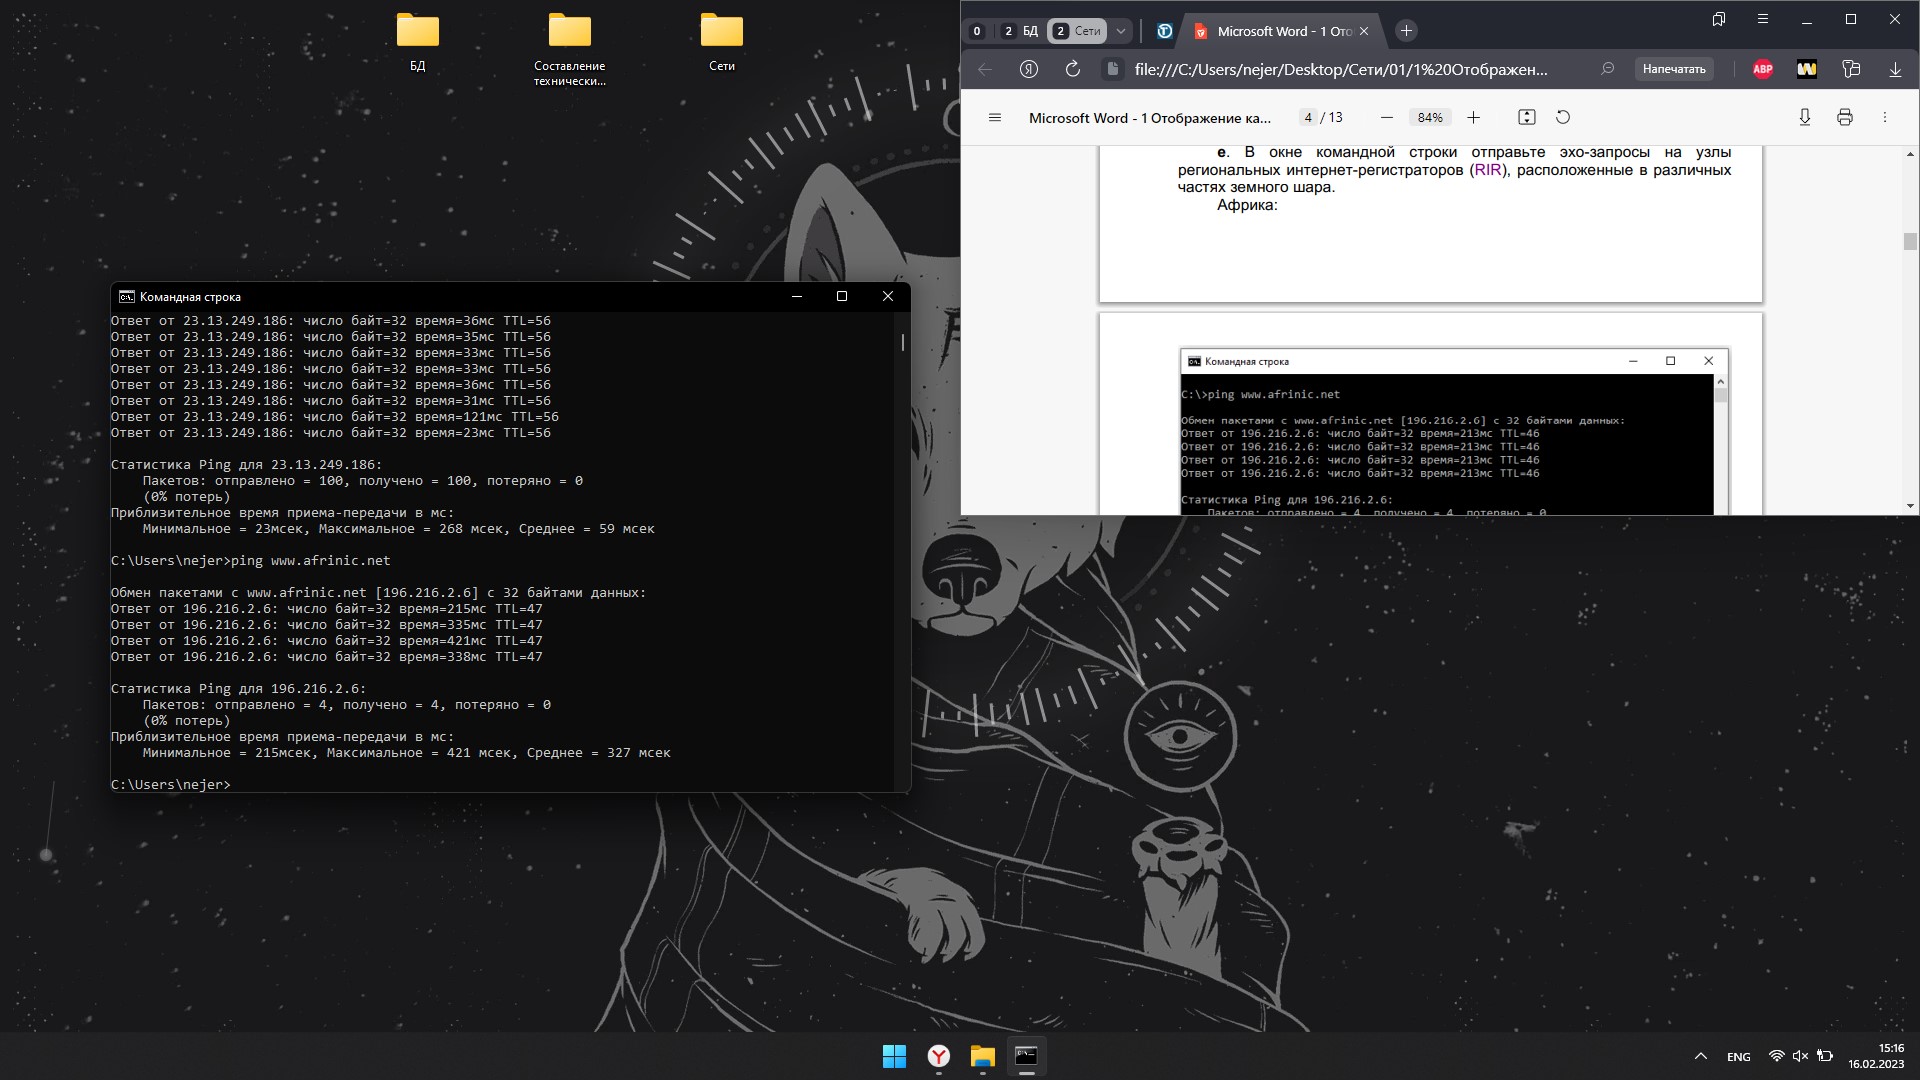 БД
Составление
технически...
Сети
0
2 БД
2 Сети
Microsoft Word - 1 Ото
file:///C:/Users/nejer/Desktop/Сети/01/1%20Отображен...
Напечатать
ABP
Microsoft Word - 1 Отображение ка...
4 / 13
84%
е. В окне командной строки отправьте эхо-запросы на узлы
региональных интернет-регистраторов (RIR), расположенные в различных
частях земного шара.
Африка:
Командная строка
C:\>ping www.afrinic.net
Обмен пакетами с www.afrinic.net [196.216.2.6] с 32 байтами данных:
Ответ от 196.216.2.6: число байт=32 время=213мс TTL=46
Ответ от 196.216.2.6: число байт=32 время=213мс TTL=46
Ответ от 196.216.2.6: число байт=32 время=213мс TTL=46
Ответ от 196.216.2.6: число байт=32 время=213мс TTL=46
Статистика Ping для 196.216.2.6:
Пакетов: отправлено = 4, получено = 4, потеряно = 0
Командная строка
Ответ от 23.13.249.186: число байт=32 время=36мс TTL=56
Ответ от 23.13.249.186: число байт=32 время=35мс TTL=56
Ответ от 23.13.249.186: число байт=32 время=33мс TTL=56
Ответ от 23.13.249.186: число байт=32 время=33мс TTL=56
Ответ от 23.13.249.186: число байт=32 время=36мс TTL=56
Ответ от 23.13.249.186: число байт=32 время=31мс TTL=56
Ответ от 23.13.249.186: число байт=32 время=121мс TTL=56
Ответ от 23.13.249.186: число байт=32 время=23мс TTL=56
Статистика Ping для 23.13.249.186:
Пакетов: отправлено = 100, получено = 100, потеряно = 0
(0% потерь)
Приблизительное время приема-передачи в мс:
Минимальное = 23мсек, Максимальное = 268 мсек, Среднее = 59 мсек
C:\Users\nejer>ping www.afrinic.net
Обмен пакетами с www.afrinic.net [196.216.2.6] с 32 байтами данных:
Ответ от 196.216.2.6: число байт=32 время=215мс TTL=47
Ответ от 196.216.2.6: число байт=32 время=335мс TTL=47
Ответ от 196.216.2.6: число байт=32 время=421мс TTL=47
Ответ от 196.216.2.6: число байт=32 время=338мс TTL=47
Статистика Ping для 196.216.2.6:
Пакетов: отправлено = 4, получено = 4, потеряно = 0
(0% потерь)
Приблизительное время приема-передачи в мс:
Минимальное = 215мсек, Максимальное = 421 мсек, Среднее = 327 мсек
C:\Users\nejer>
ENG
15:16
16.02.2023